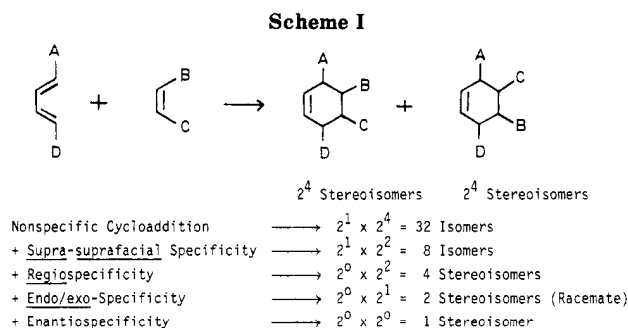 Scheme I
A B A B A C
+ → +
D C D C D B
2⁴ Stereoisomers 2⁴ Stereoisomers
Nonspecific Cycloaddition → 2¹ x 2⁴ = 32 Isomers
+ Supra-suprafacial Specificity → 2¹ x 2² = 8 Isomers
+ Regiospecificity → 2⁰ x 2² = 4 Stereoisomers
+ Endo/exo-Specificity → 2⁰ x 2¹ = 2 Stereoisomers (Racemate)
+ Enantiospecificity → 2⁰ x 2⁰ = 1 Stereoisomer